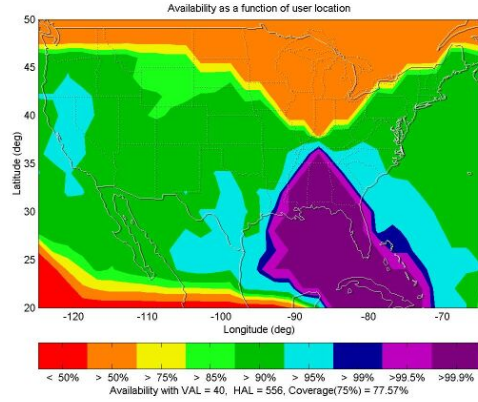 Availability as a function of user location
50
45
40
35
30
25
20
Latitude (deg)
-120 -110 -100 -90 -80 -70
Longitude (deg)
< 50% > 50% > 75% > 85% > 90% > 95% > 99% >99.5% >99.9%
Availability with VAL = 40, HAL = 556, Coverage(75%) = 77.57%